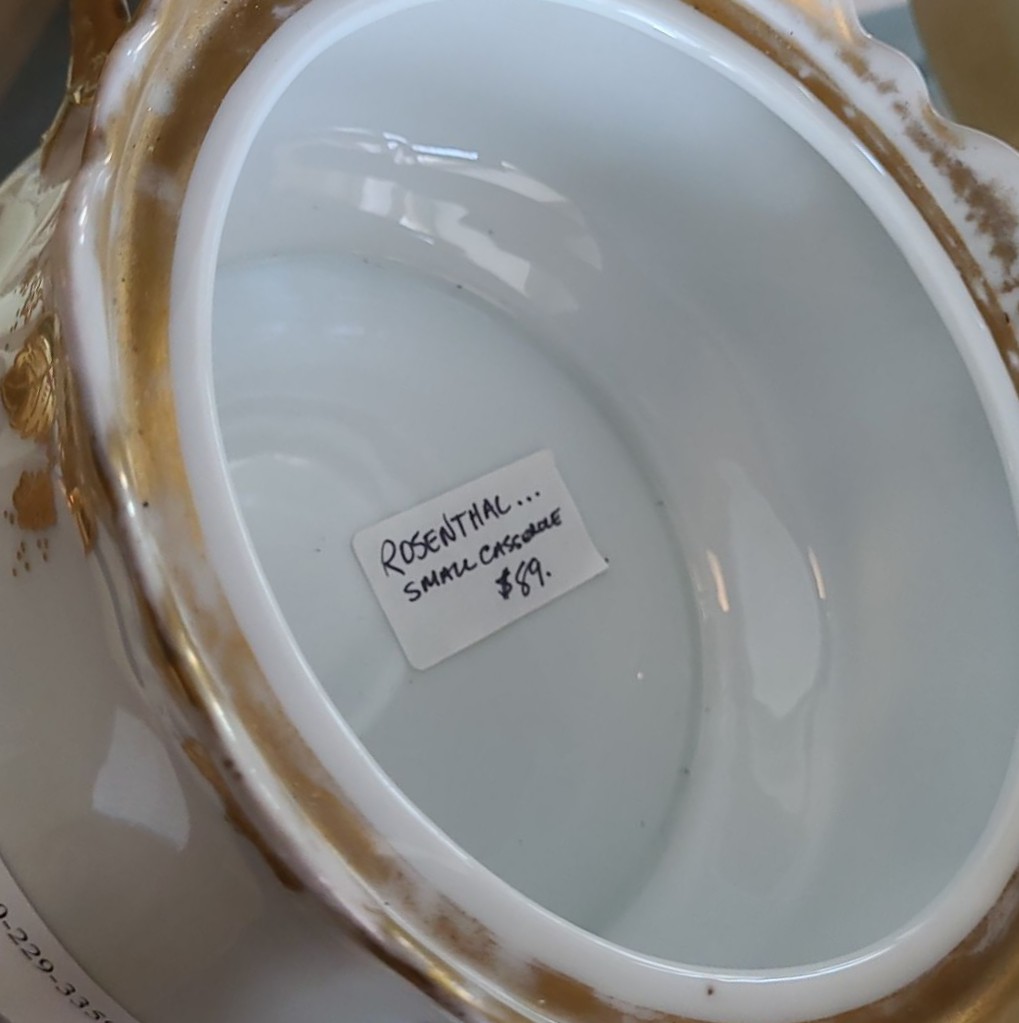 ROSENTHAL...
SMALL CASSEROLE
$89.